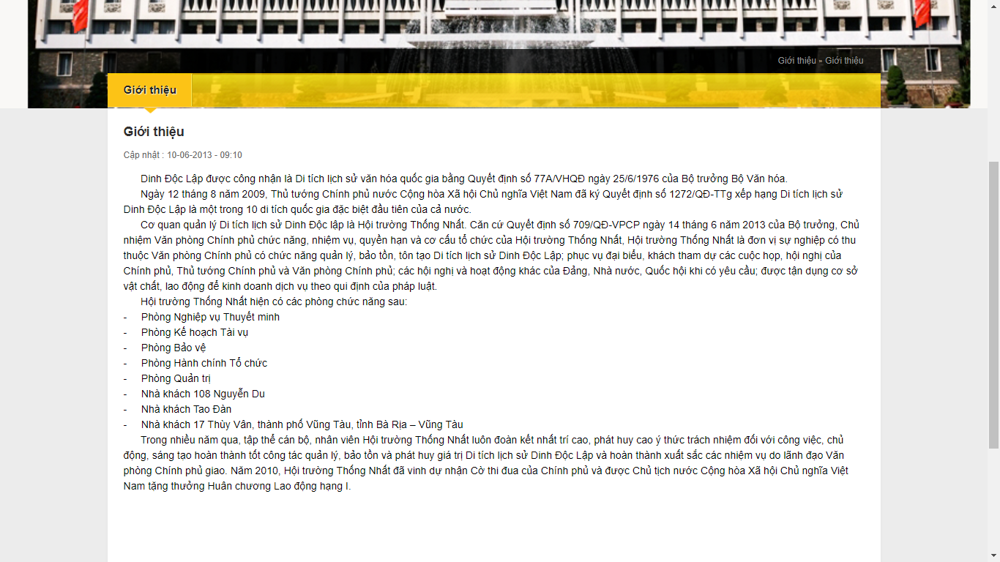 Giới thiệu » Giới thiệu
Giới thiệu
Giới thiệu
Cập nhật : 10-06-2013 - 09:10
Dinh Độc Lập được công nhận là Di tích lịch sử văn hóa quốc gia bằng Quyết định số 77A/VHQĐ ngày 25/6/1976 của Bộ trưởng Bộ Văn hóa.
Ngày 12 tháng 8 năm 2009, Thủ tướng Chính phủ nước Cộng hòa Xã hội Chủ nghĩa Việt Nam đã ký Quyết định số 1272/QĐ-TTg xếp hạng Di tích lịch sử
Dinh Độc Lập là một trong 10 di tích quốc gia đặc biệt đầu tiên của cả nước.
Cơ quan quản lý Di tích lịch sử Dinh Độc lập là Hội trường Thống Nhất. Căn cứ Quyết định số 709/QĐ-VPCP ngày 14 tháng 6 năm 2013 của Bộ trưởng, Chủ
nhiệm Văn phòng Chính phủ chức năng, nhiệm vụ, quyền hạn và cơ cấu tổ chức của Hội trường Thống Nhất, Hội trường Thống Nhất là đơn vị sự nghiệp có thu
thuộc Văn phòng Chính phủ có chức năng quản lý, bảo tồn, tôn tạo Di tích lịch sử Dinh Độc Lập; phục vụ đại biểu, khách tham dự các cuộc họp, hội nghị của
Chính phủ, Thủ tướng Chính phủ và Văn phòng Chính phủ; các hội nghị và hoạt động khác của Đảng, Nhà nước, Quốc hội khi có yêu cầu; được tận dụng cơ sở
vật chất, lao động để kinh doanh dịch vụ theo qui định của pháp luật.
Hội trường Thống Nhất hiện có các phòng chức năng sau:
- Phòng Nghiệp vụ Thuyết minh
- Phòng Kế hoạch Tài vụ
- Phòng Bảo vệ
- Phòng Hành chính Tổ chức
- Phòng Quản trị
- Nhà khách 108 Nguyễn Du
- Nhà khách Tao Đàn
- Nhà khách 17 Thùy Vân, thành phố Vũng Tàu, tỉnh Bà Rịa – Vũng Tàu
Trong nhiều năm qua, tập thể cán bộ, nhân viên Hội trường Thống Nhất luôn đoàn kết nhất trí cao, phát huy cao ý thức trách nhiệm đối với công việc, chủ
động, sáng tạo hoàn thành tốt công tác quản lý, bảo tồn và phát huy giá trị Di tích lịch sử Dinh Độc Lập và hoàn thành xuất sắc các nhiệm vụ do lãnh đạo Văn
phòng Chính phủ giao. Năm 2010, Hội trường Thống Nhất đã vinh dự nhận Cờ thi đua của Chính phủ và được Chủ tịch nước Cộng hòa Xã hội Chủ nghĩa Việt
Nam tặng thưởng Huân chương Lao động hạng I.